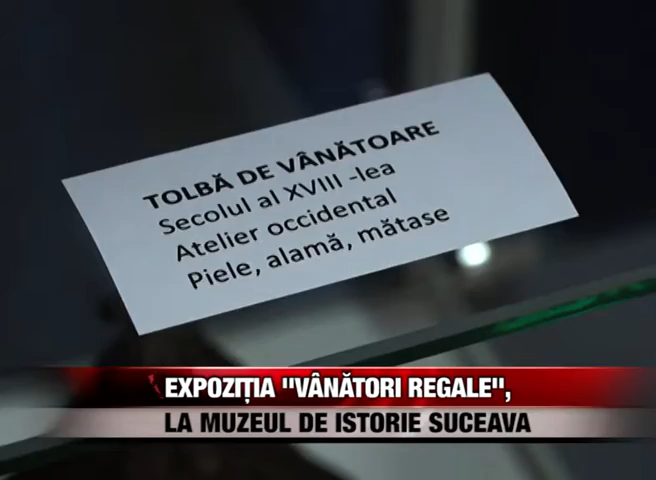 TOLBĂ DE VÂNĂTOARE
Secolul al XVIII -lea
Atelier occidental
Piele, alamă, mătase
EXPOZIȚIA "VÂNĂTORI REGALE",
LA MUZEUL DE ISTORIE SUCEAVA